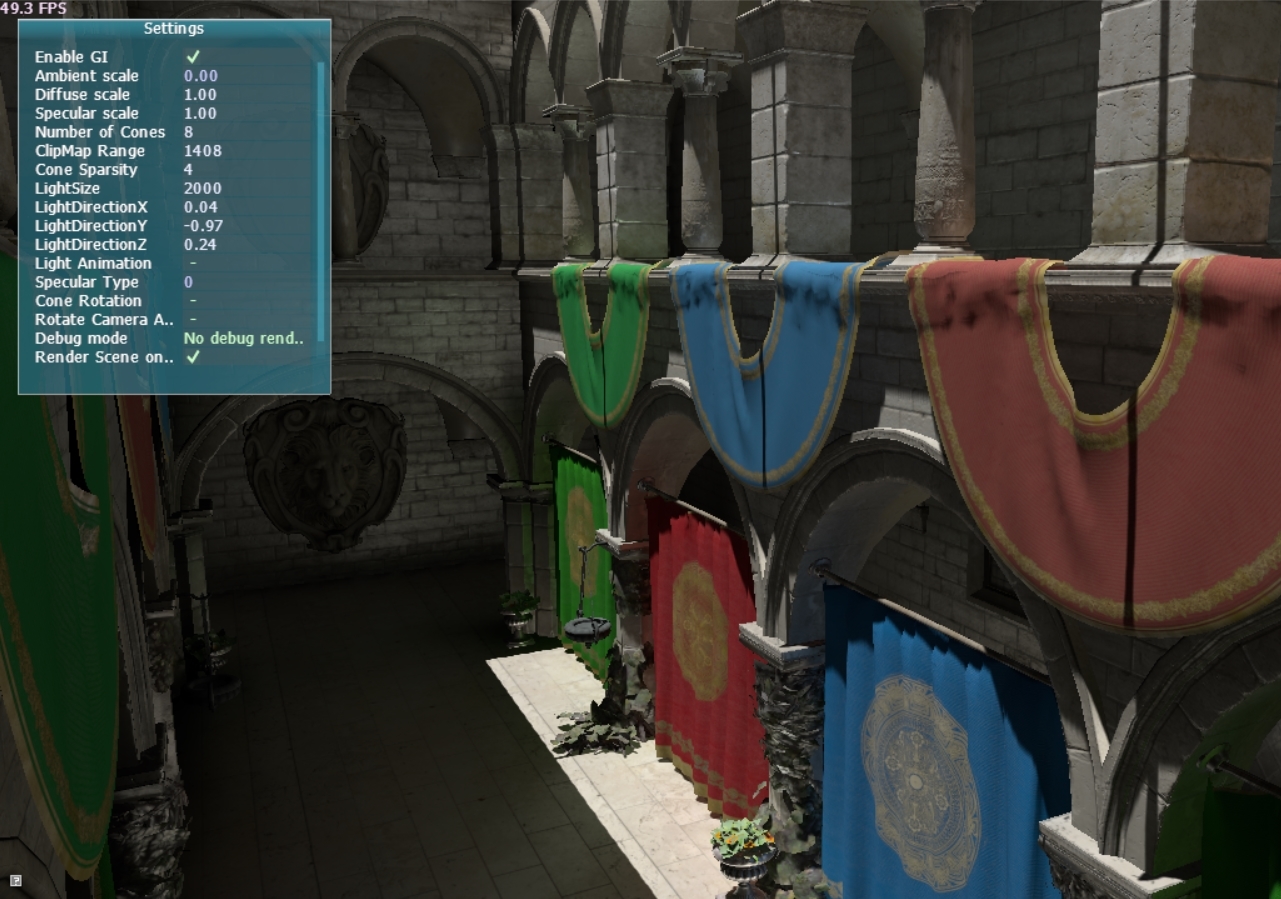 49.3 FPS
Settings
Enable GI ✓
Ambient scale 0.00
Diffuse scale 1.00
Specular scale 1.00
Number of Cones 8
ClipMap Range 1408
Cone Sparsity 4
LightSize 2000
LightDirectionX 0.04
LightDirectionY -0.97
LightDirectionZ 0.24
Light Animation -
Specular Type 0
Cone Rotation -
Rotate Camera A.. -
Debug mode No debug rend..
Render Scene on.. ✓
?